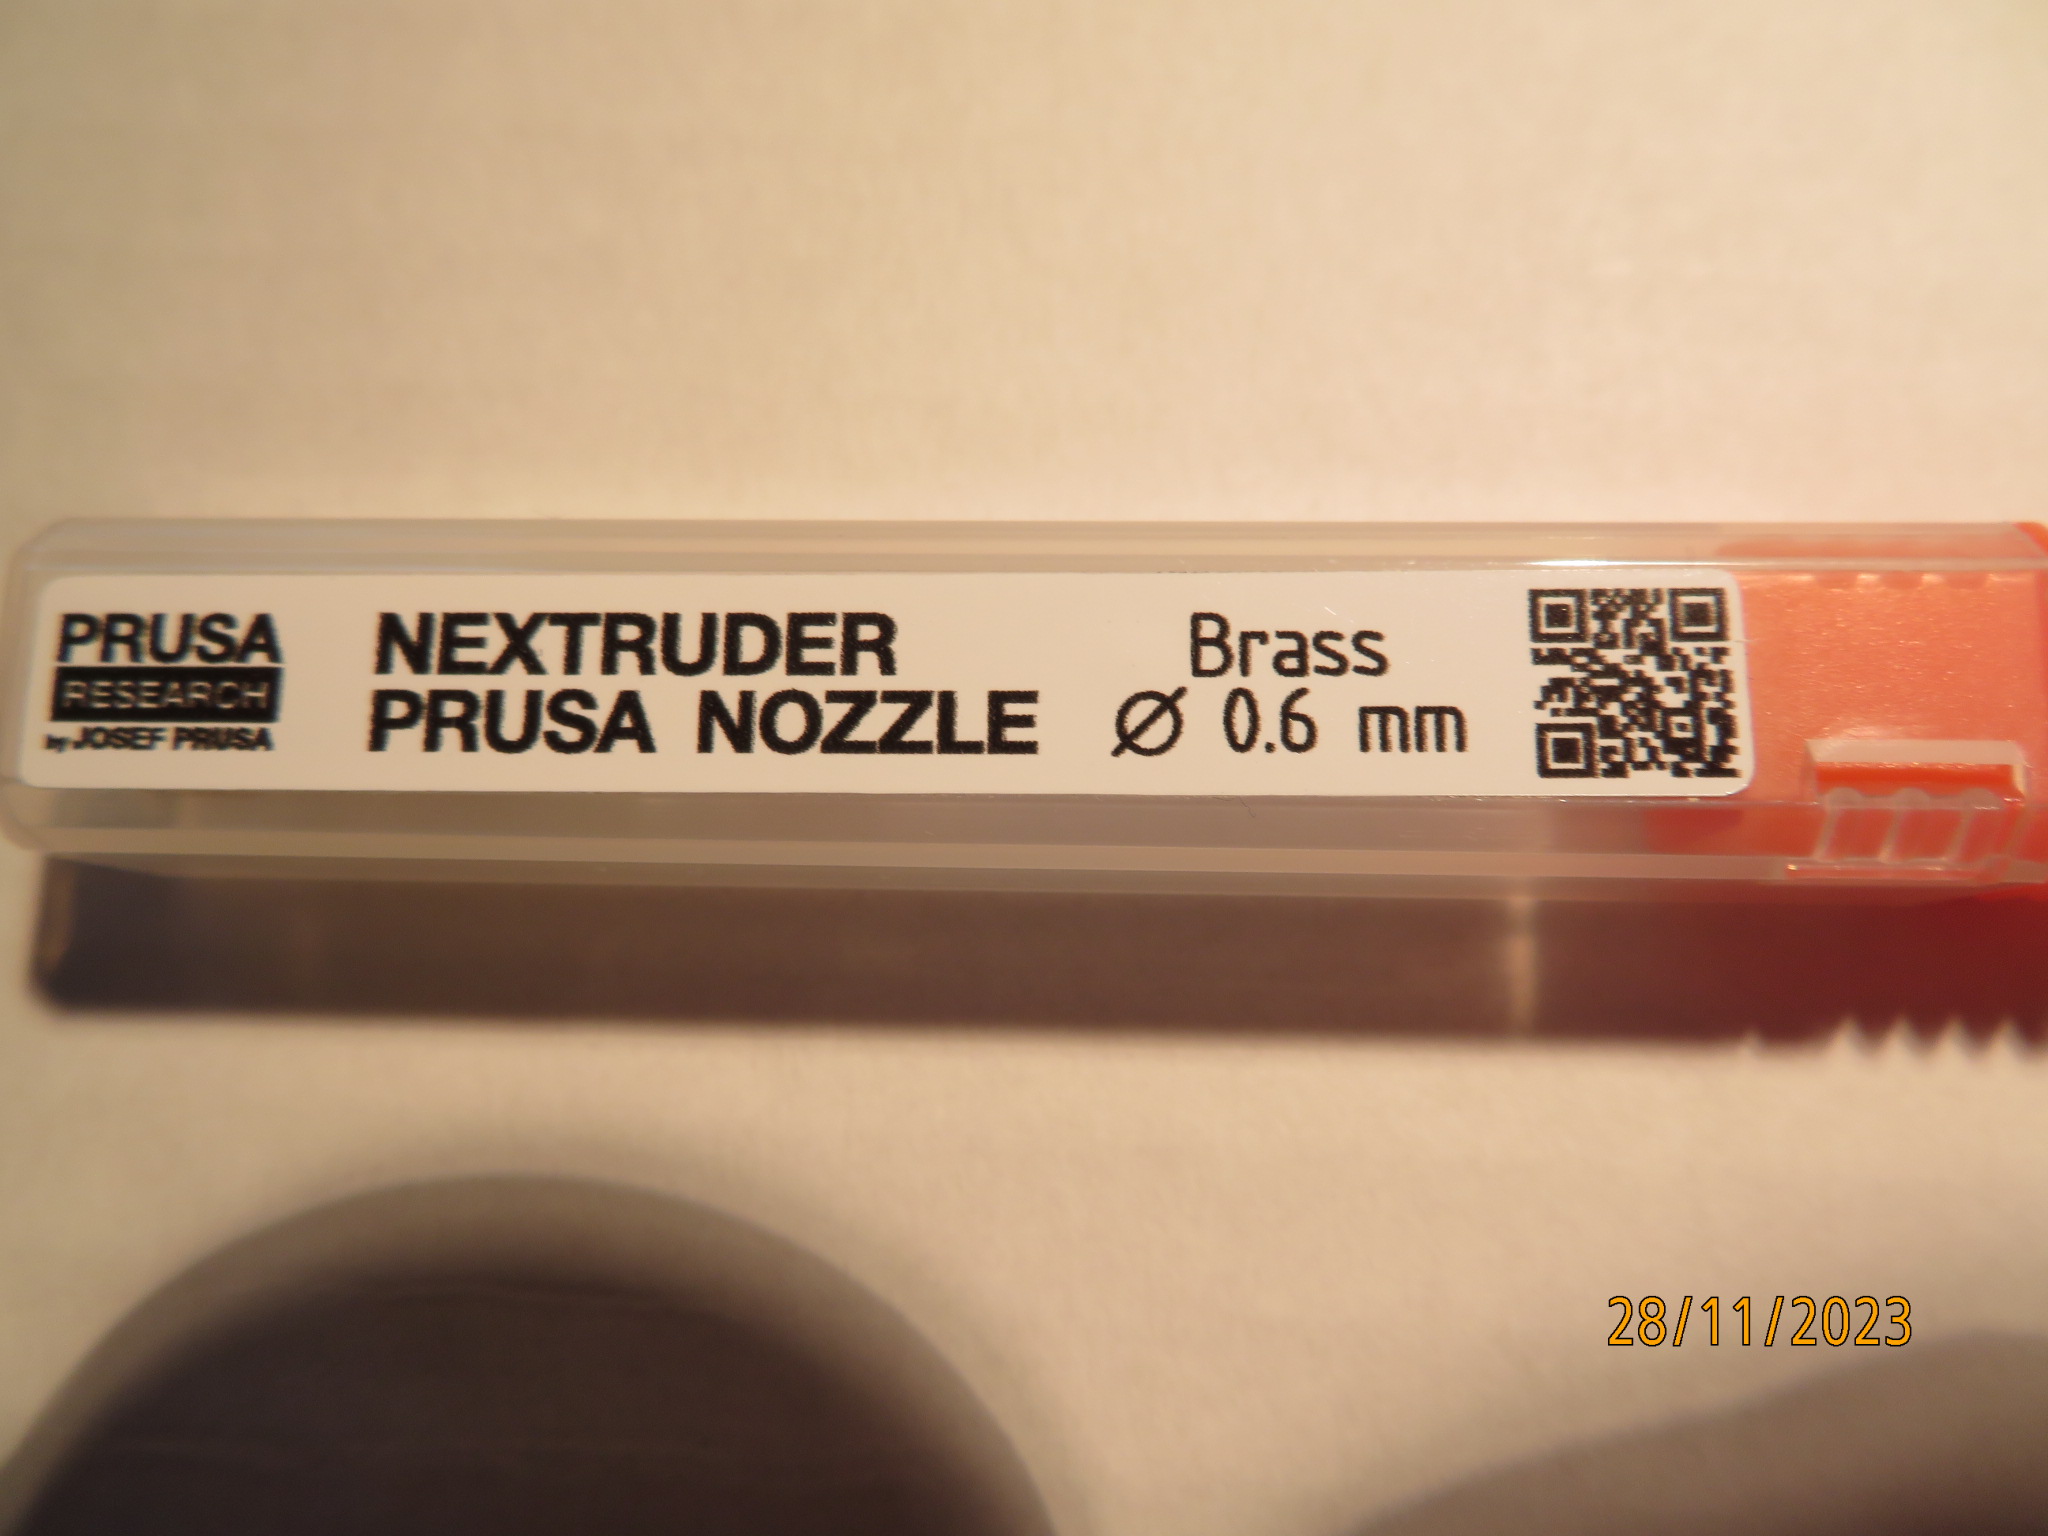 PRUSA
RESEARCH
by JOSEF PRUSA
NEXTRUDER
PRUSA NOZZLE
Brass
Ø 0.6 mm
28/11/2023